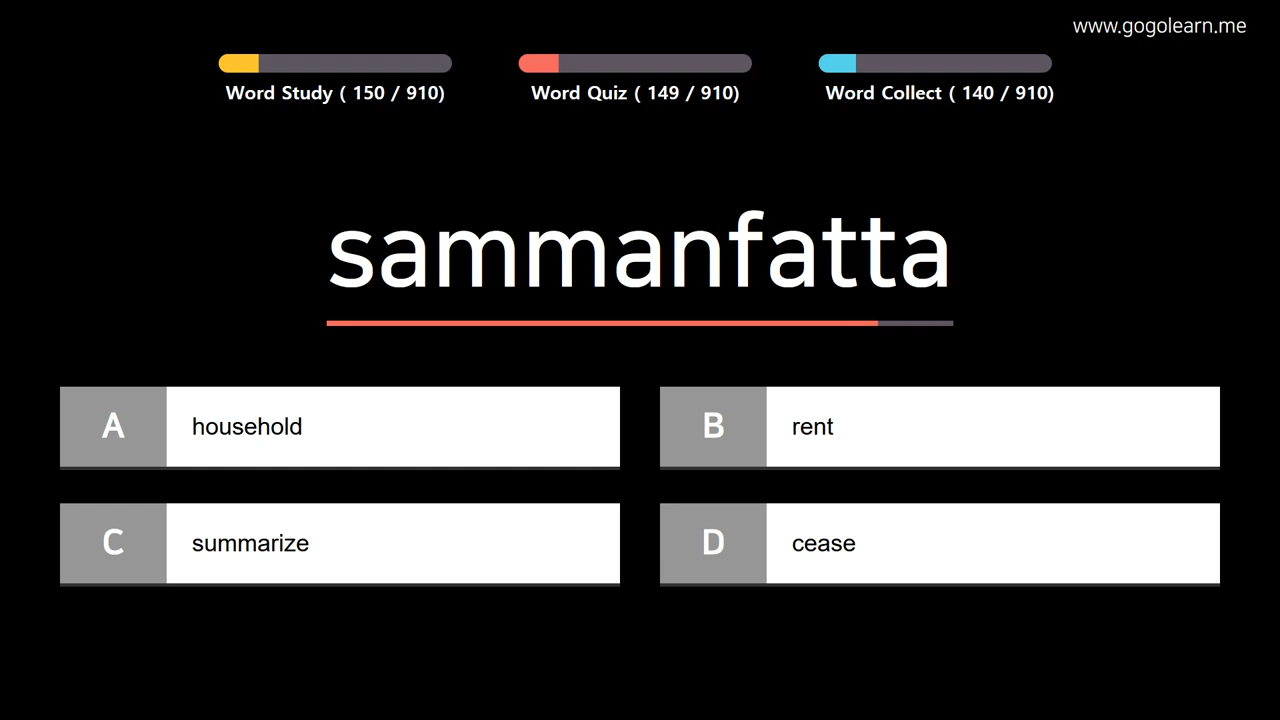 www.gogolearn.me
Word Study ( 150 / 910)
Word Quiz ( 149 / 910)
Word Collect ( 140 / 910)
sammanfatta
A household
B rent
C summarize
D cease